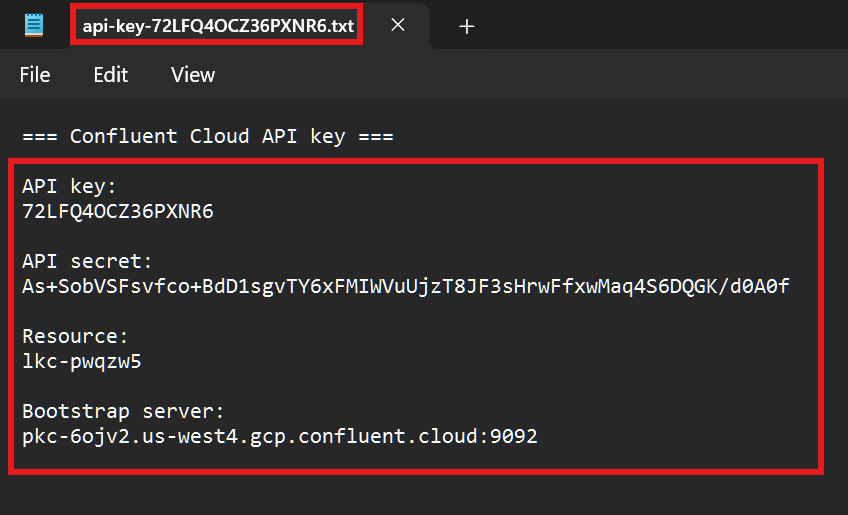 api-key-72LFQ4OCZ36PXNR6.txt
File Edit View
=== Confluent Cloud API key ===
API key:
72LFQ4OCZ36PXNR6
API secret:
As+SobVSFsvfco+BdD1sgvTY6xFMIWVuUjzT8JF3sHrwFfxwMaq4S6DQGK/d0A0f
Resource:
lkc-pwqzw5
Bootstrap server:
pkc-6ojv2.us-west4.gcp.confluent.cloud:9092